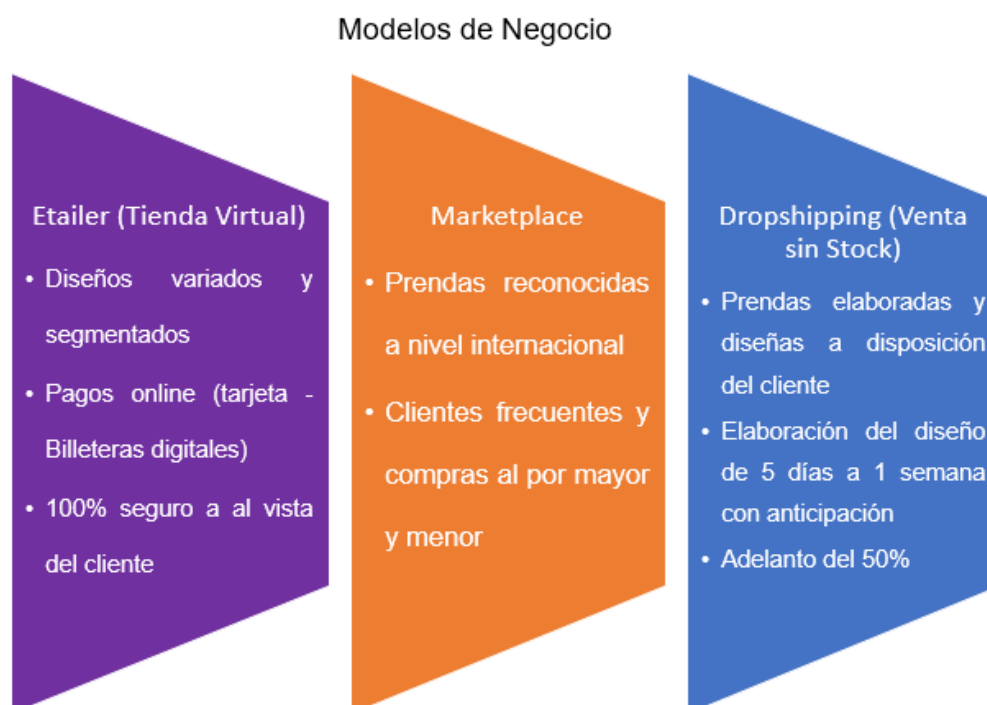 Modelos de Negocio
Etailer (Tienda Virtual)
• Diseños variados y
segmentados
• Pagos online (tarjeta -
Billeteras digitales)
• 100% seguro a al vista
del cliente
Marketplace
• Prendas reconocidas
a nivel internacional
• Clientes frecuentes y
compras al por mayor
y menor
Dropshipping (Venta
sin Stock)
• Prendas elaboradas y
diseñas a disposición
del cliente
• Elaboración del diseño
de 5 días a 1 semana
con anticipación
• Adelanto del 50%